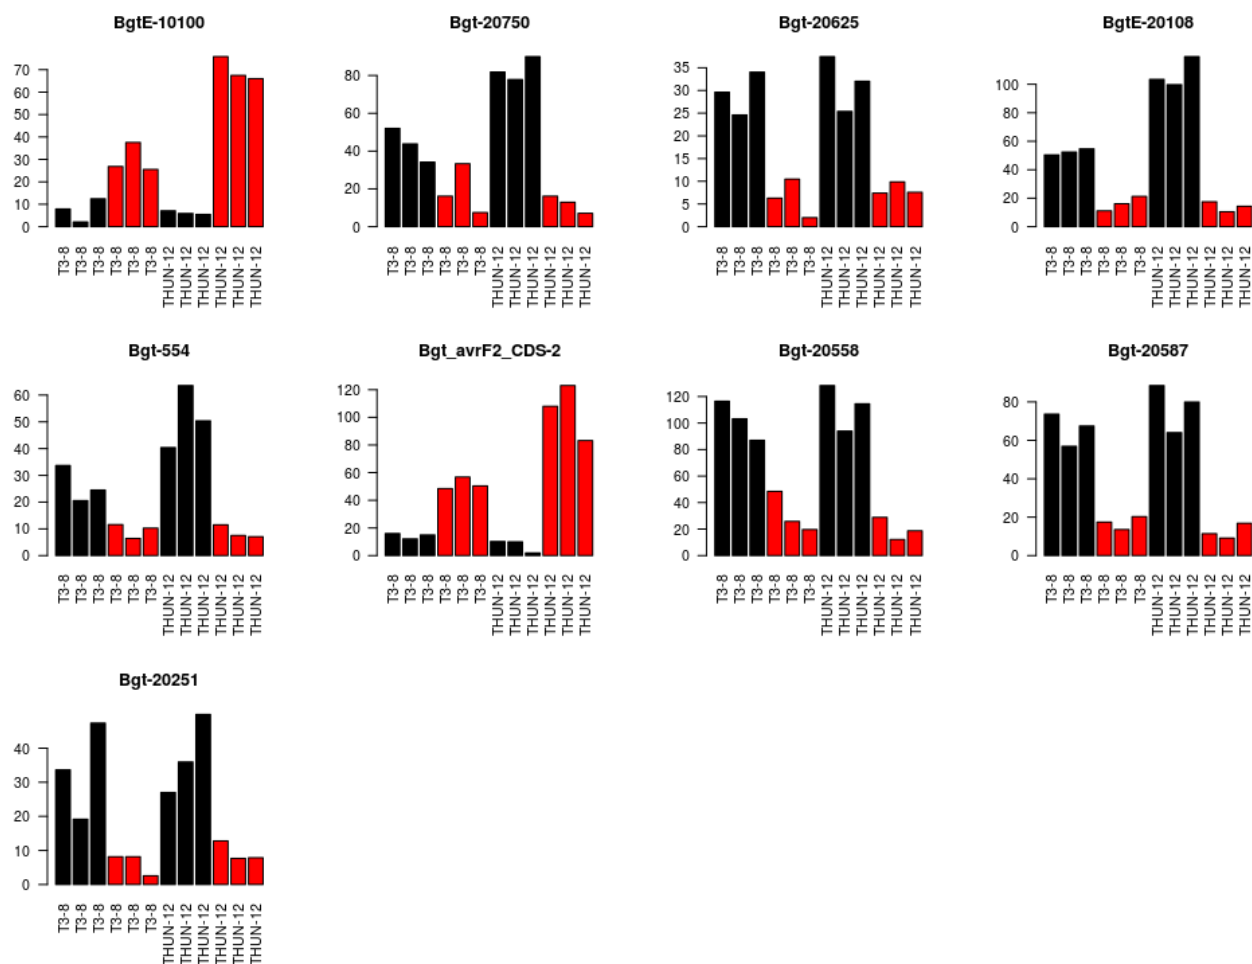 BgtE-10100
70
60
50
40
30
20
10
0
T3-8
T3-8
T3-8
T3-8
T3-8
T3-8
THUN-12
THUN-12
THUN-12
THUN-12
THUN-12
THUN-12
Bgt-20750
80
60
40
20
0
T3-8
T3-8
T3-8
T3-8
T3-8
T3-8
THUN-12
THUN-12
THUN-12
THUN-12
THUN-12
THUN-12
Bgt-20625
35
30
25
20
15
10
5
0
T3-8
T3-8
T3-8
T3-8
T3-8
T3-8
THUN-12
THUN-12
THUN-12
THUN-12
THUN-12
THUN-12
BgtE-20108
100
80
60
40
20
0
T3-8
T3-8
T3-8
T3-8
T3-8
T3-8
THUN-12
THUN-12
THUN-12
THUN-12
THUN-12
THUN-12
Bgt-554
60
50
40
30
20
10
0
T3-8
T3-8
T3-8
T3-8
T3-8
T3-8
THUN-12
THUN-12
THUN-12
THUN-12
THUN-12
THUN-12
Bgt_avrF2_CDS-2
120
100
80
60
40
20
0
T3-8
T3-8
T3-8
T3-8
T3-8
T3-8
THUN-12
THUN-12
THUN-12
THUN-12
THUN-12
THUN-12
Bgt-20558
120
100
80
60
40
20
0
T3-8
T3-8
T3-8
T3-8
T3-8
T3-8
THUN-12
THUN-12
THUN-12
THUN-12
THUN-12
THUN-12
Bgt-20587
80
60
40
20
0
T3-8
T3-8
T3-8
T3-8
T3-8
T3-8
THUN-12
THUN-12
THUN-12
THUN-12
THUN-12
THUN-12
Bgt-20251
40
30
20
10
0
T3-8
T3-8
T3-8
T3-8
T3-8
T3-8
THUN-12
THUN-12
THUN-12
THUN-12
THUN-12
THUN-12